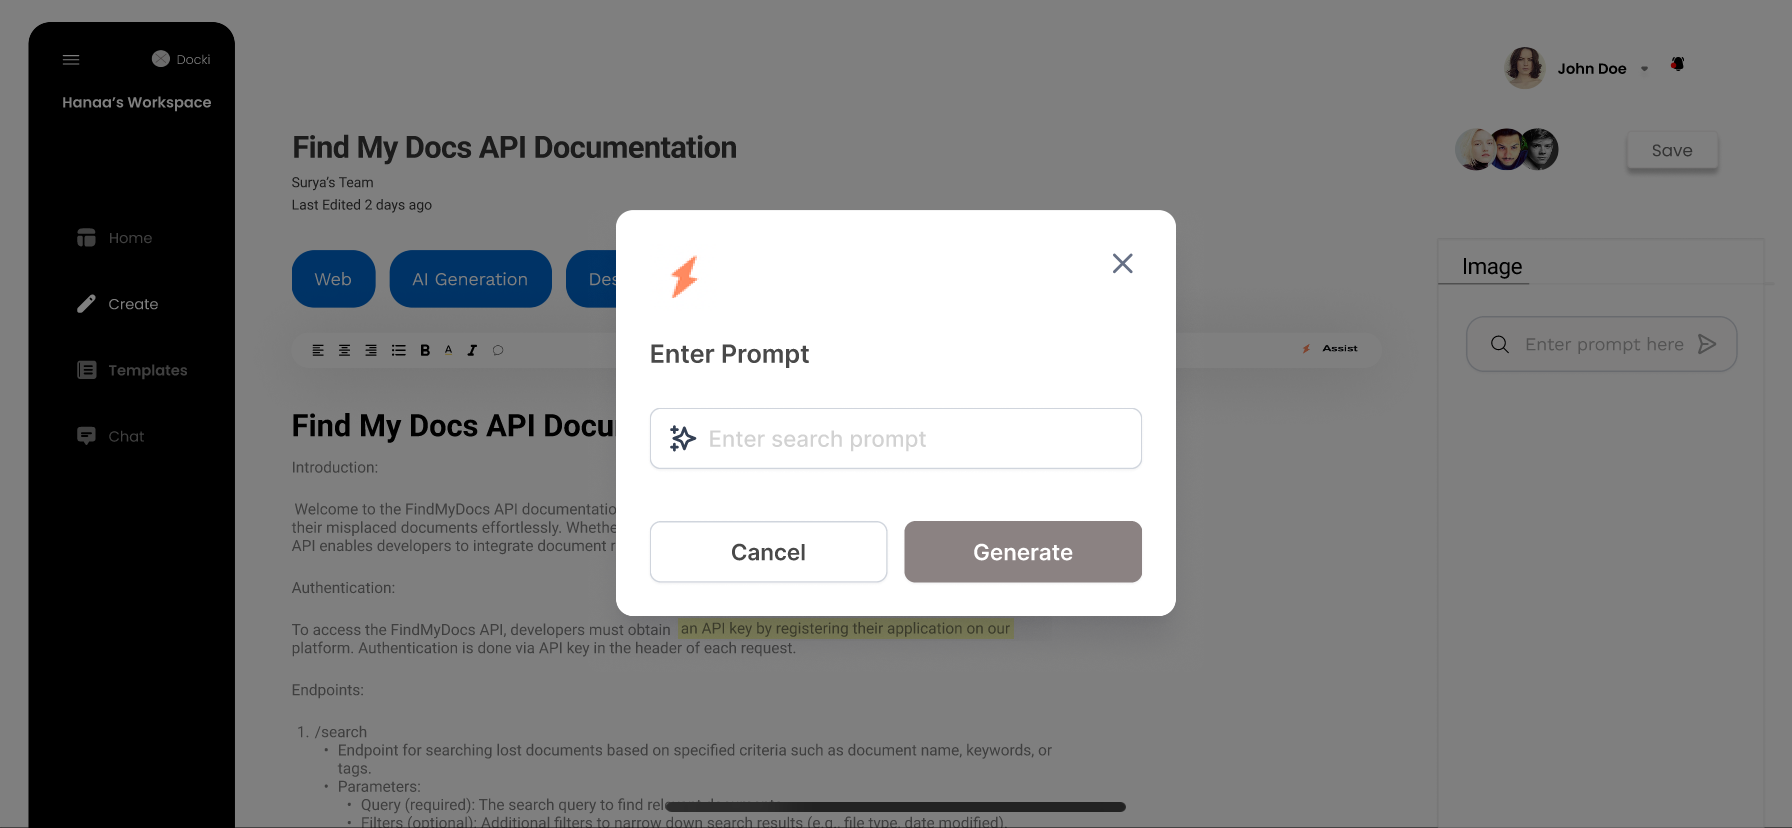 Docki
Hanaa's Workspace
Home
Create
Templates
Chat
John Doe
Find My Docs API Documentation
Surya's Team
Last Edited 2 days ago
Save
Web
AI Generation
Des
B A I
Assist
Image
Enter prompt here
Enter Prompt
Enter search prompt
Cancel
Generate
Find My Docs API Docu
Introduction:
Welcome to the FindMyDocs API documentatio
their misplaced documents effortlessly. Whethe
API enables developers to integrate document r
Authentication:
To access the FindMyDocs API, developers must obtain an API key by registering their application on our
platform. Authentication is done via API key in the header of each request.
Endpoints:
1. /search
• Endpoint for searching lost documents based on specified criteria such as document name, keywords, or
tags.
• Parameters:
• Query (required): The search query to find relevant documents.
• Filters (optional): Additional filters to narrow down search results (e.g., file type, date modified).